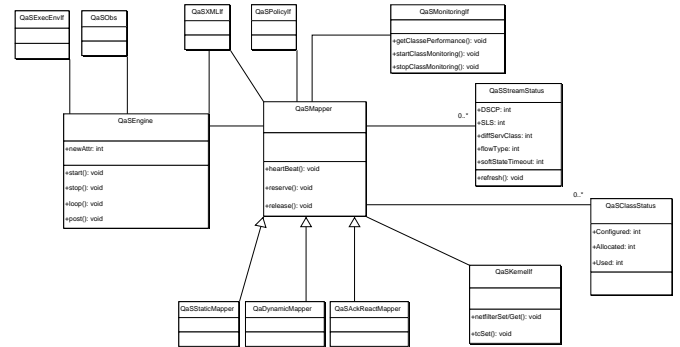 QaSExecEnvIf
QaSObs
QaSXMLIf
QaSPolicyIf
QaSMonitoringIf
+getClassePerformance(): void
+startClassMonitoring(): void
+stopClassMonitoring(): void
QaSEngine
+newAttr: int
+start(): void
+stop(): void
+loop(): void
+post(): void
QaSMapper
+heartBeat(): void
+reserve(): void
+release(): void
0..*
QaSStreamStatus
+DSCP: int
+SLS: int
+diffServClass: int
+flowType: int
+softStateTimeout: int
+refresh(): void
0..*
QaSClassStatus
+Configured: int
+Allocated: int
+Used: int
QaSKernelIf
+netfilterSet/Get(): void
+tcSet(): void
QaSStaticMapper
QaDynamicMapper
QaSAckReactMapper